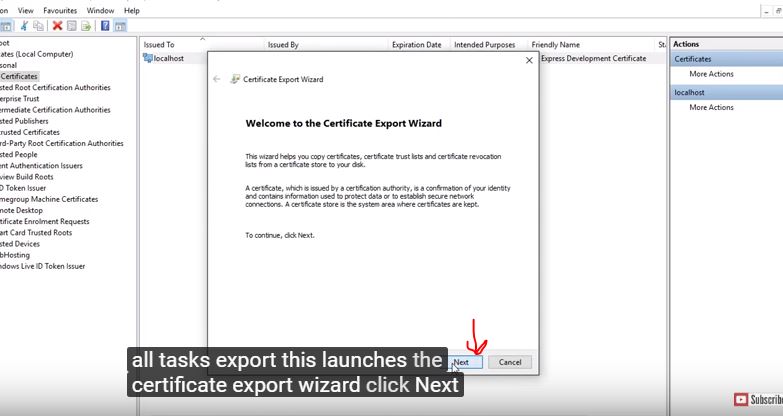 on View Favourites Window Help
oot
cates (Local Computer)
sonal
Certificates
sted Root Certification Authorities
terprise Trust
ermediate Certification Authorities
sted Publishers
trusted Certificates
rd-Party Root Certification Authorities
sted People
ent Authentication Issuers
view Build Roots
D Token Issuer
megroup Machine Certificates
mote Desktop
tificate Enrolment Requests
art Card Trusted Roots
sted Devices
bHosting
ndows Live ID Token Issuer
Issued To Issued By Expiration Date Intended Purposes Friendly Name Sta
localhost Express Development Certificate
Certificate Export Wizard
Welcome to the Certificate Export Wizard
This wizard helps you copy certificates, certificate trust lists and certificate revocation
lists from a certificate store to your disk.
A certificate, which is issued by a certification authority, is a confirmation of your identity
and contains information used to protect data or to establish secure network
connections. A certificate store is the system area where certificates are kept.
To continue, click Next.
Next Cancel
Actions
Certificates
More Actions
localhost
More Actions
all tasks export this launches the
certificate export wizard click Next
Subscribe